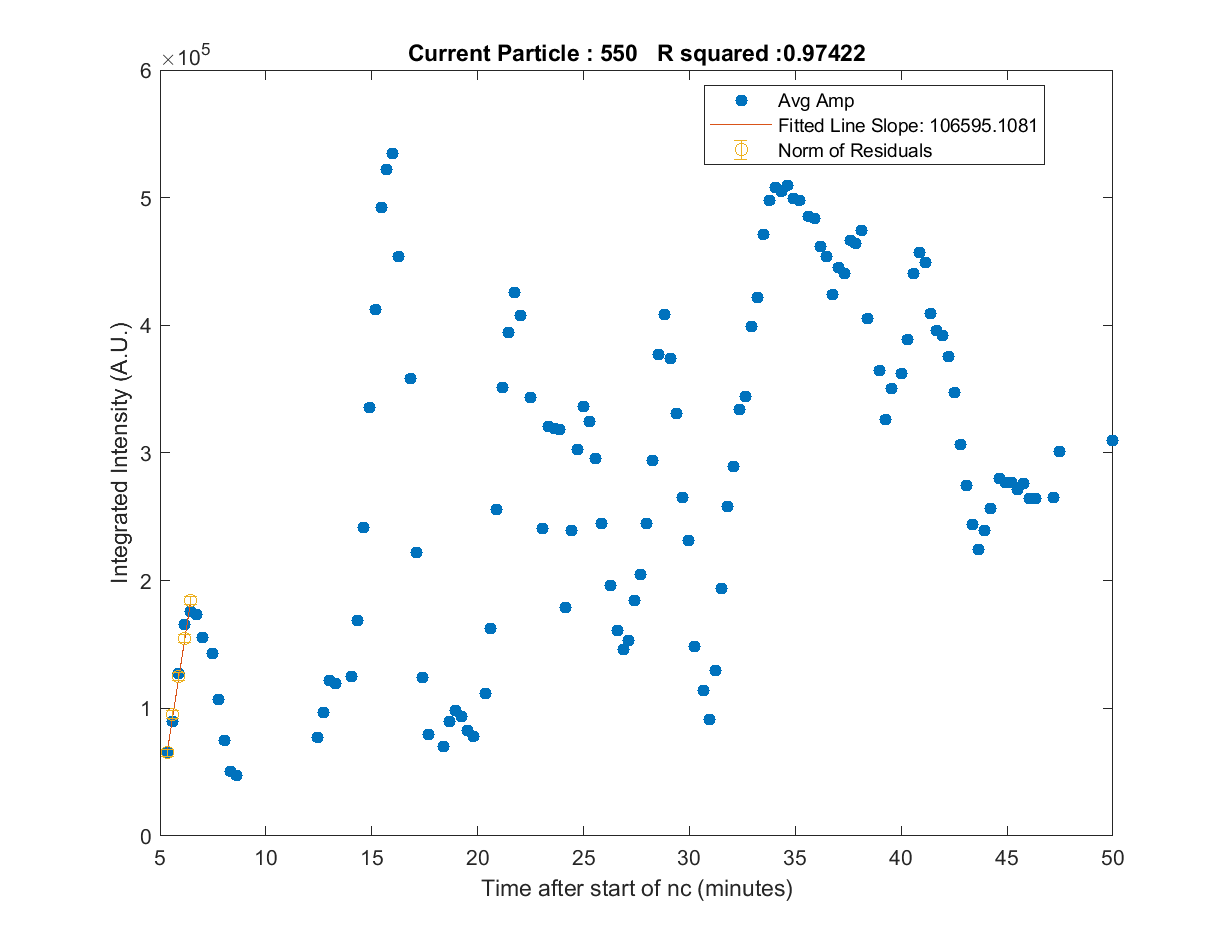 Current Particle : 550   R squared :0.97422
×10^5
6
5
4
3
2
1
0
5 10 15 20 25 30 35 40 45 50
Integrated Intensity (A.U.)
Time after start of nc (minutes)
Avg Amp
Fitted Line Slope: 106595.1081
Norm of Residuals